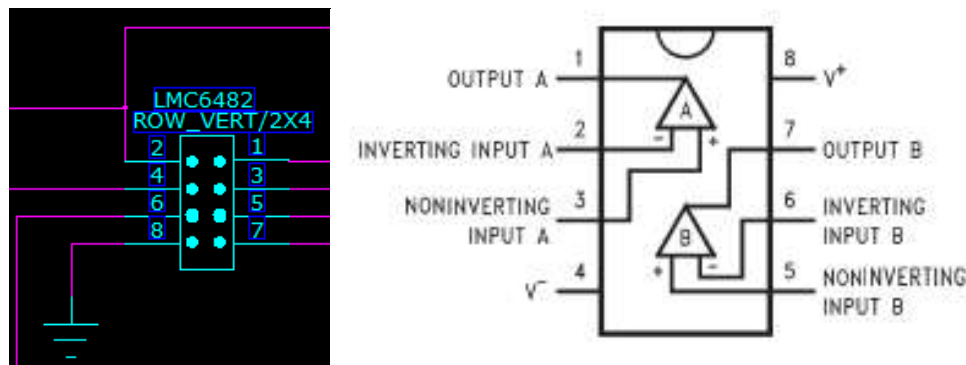 LMC6482
ROW_VERT/2X4
2 1
4 3
6 5
8 7
1 8
OUTPUT A V+
A
- +
2 7
INVERTING INPUT A OUTPUT B
3 6
NONINVERTING INPUT A
INVERTING INPUT B
B
+ -
4 5
V-
NONINVERTING INPUT B